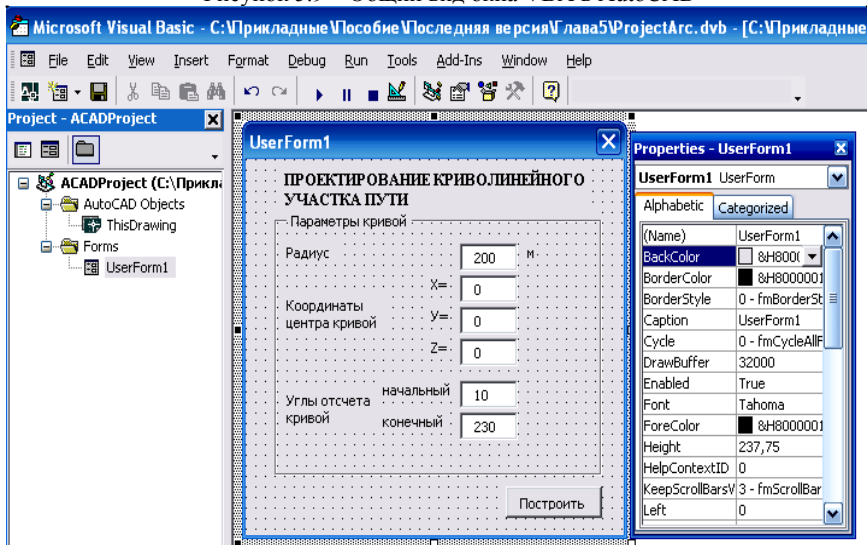 Microsoft Visual Basic - C:\Прикладные\Пособие\Последняя версия\Глава5\ProjectArc.dvb - [C:\Прикладные
File Edit View Insert Format Debug Run Tools Add-Ins Window Help
Project - ACADProject
ACADProject (C:\Прикла
AutoCAD Objects
ThisDrawing
Forms
UserForm1
UserForm1
ПРОЕКТИРОВАНИЕ КРИВОЛИНЕЙНОГО
УЧАСТКА ПУТИ
Параметры кривой
Радиус 200 м
Координаты
центра кривой
X= 0
У= 0
Z= 0
Углы отсчета
кривой
начальный 10
конечный 230
Построить
Properties - UserForm1
UserForm1 UserForm
Alphabetic Categorized
(Name) UserForm1
BackColor &H800(
BorderColor &H8000001
BorderStyle 0 - fmBorderSt
Caption UserForm1
Cycle 0 - fmCycleAllF
DrawBuffer 32000
Enabled True
Font Tahoma
ForeColor &H8000001
Height 237,75
HelpContextID 0
KeepScrollBarsV 3 - fmScrollBar
Left 0